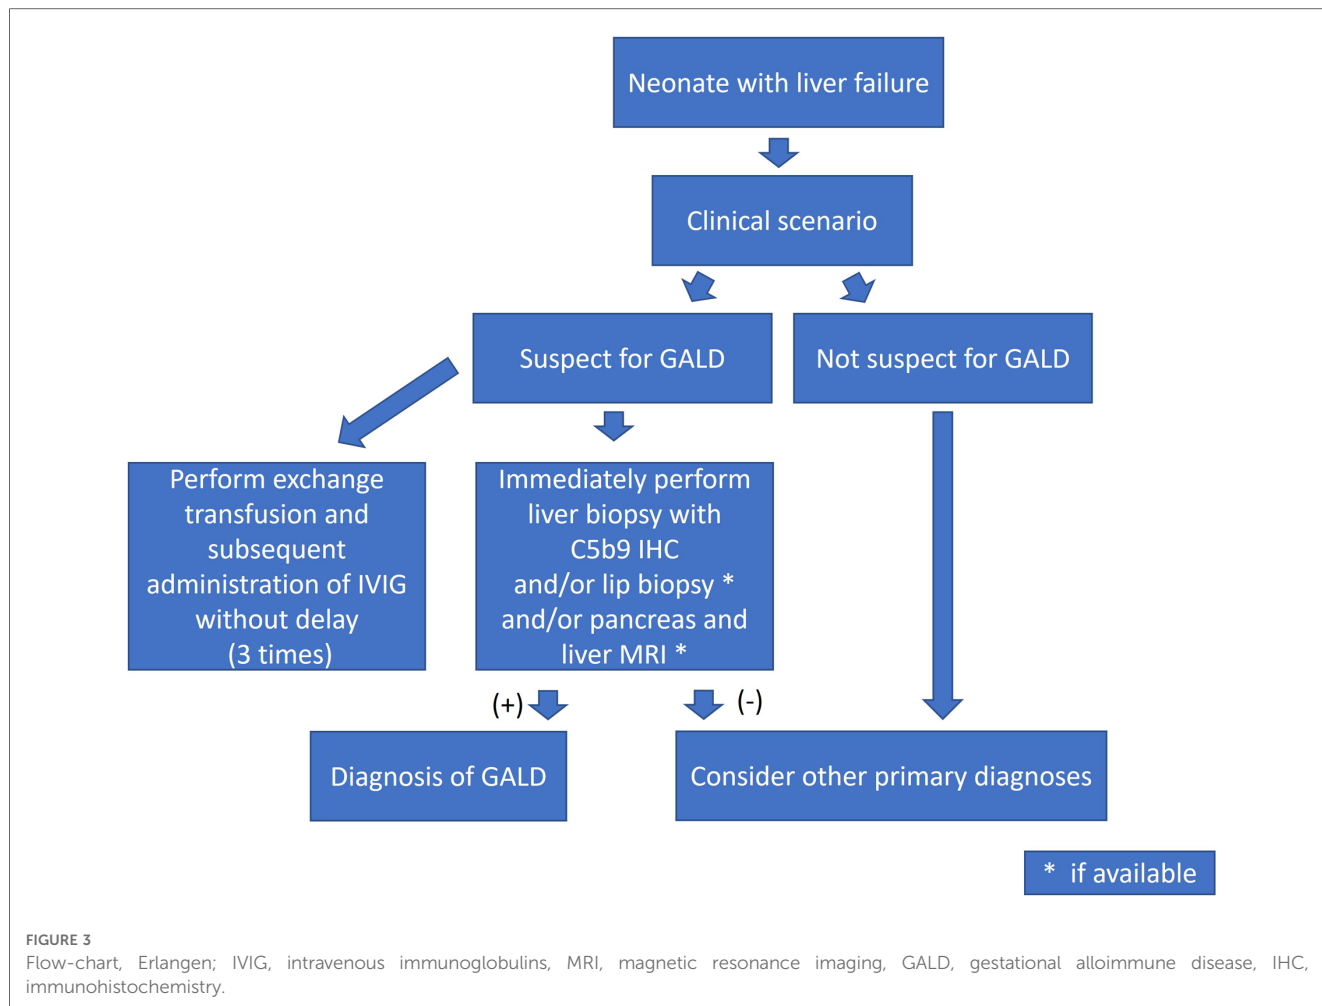 Neonate with liver failure
Clinical scenario
Suspect for GALD
Not suspect for GALD
Perform exchange
transfusion and
subsequent
administration of IVIG
without delay
(3 times)
Immediately perform
liver biopsy with
C5b9 IHC
and/or lip biopsy *
and/or pancreas and
liver MRI *
(+)
(-)
Diagnosis of GALD
Consider other primary diagnoses
* if available
FIGURE 3
Flow-chart, Erlangen; IVIG, intravenous immunoglobulins, MRI, magnetic resonance imaging, GALD, gestational alloimmune disease, IHC,
immunohistochemistry.